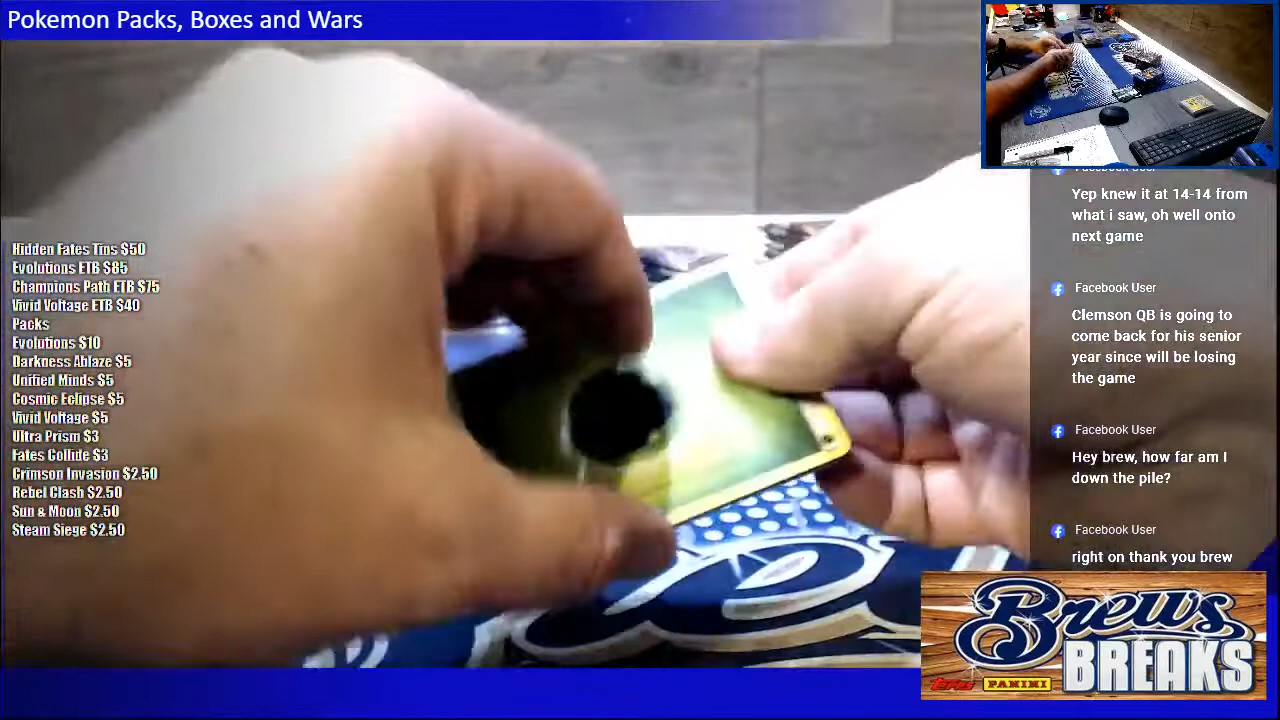 Pokemon Packs, Boxes and Wars
Hidden Fates Tins $50
Evolutions ETB $85
Champions Path ETB $75
Vivid Voltage ETB $40
Packs
Evolutions $10
Darkness Ablaze $5
Unified Minds $5
Cosmic Eclipse $5
Vivid Voltage $5
Ultra Prism $3
Fates Collide $3
Crimson Invasion $2.50
Rebel Clash $2.50
Sun & Moon $2.50
Steam Siege $2.50
Facebook User
Yep knew it at 14-14 from
what i saw, oh well onto
next game
Facebook User
Clemson QB is going to
come back for his senior
year since will be losing
the game
Facebook User
Hey brew, how far am I
down the pile?
Facebook User
right on thank you brew
Brews
BREAKS
Topps
PANINI